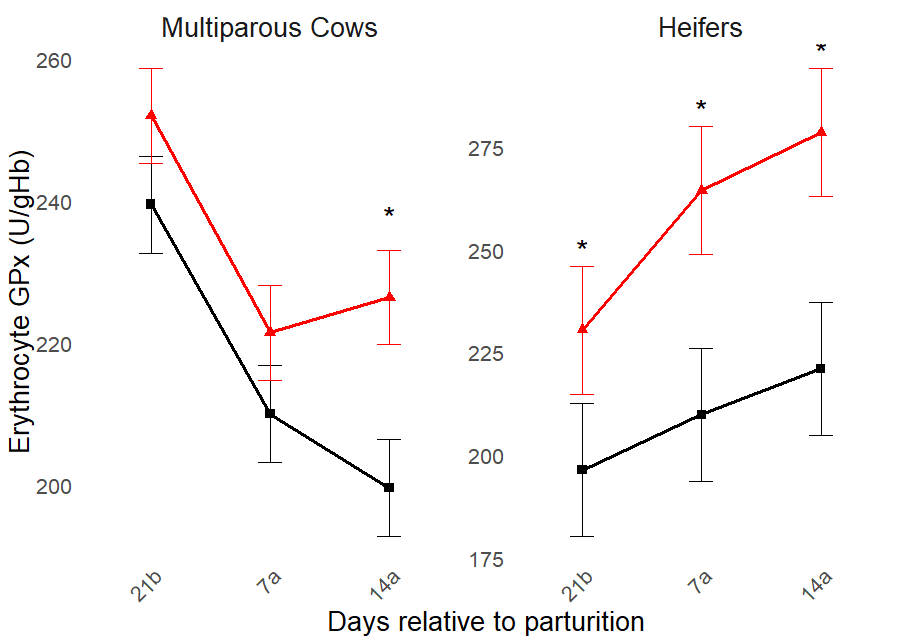 Multiparous Cows
Heifers
Erythrocyte GPx (U/gHb)
260
240
220
200
*
21b
7a
14a
275
250
225
200
175
*
*
*
21b
7a
14a
Days relative to parturition